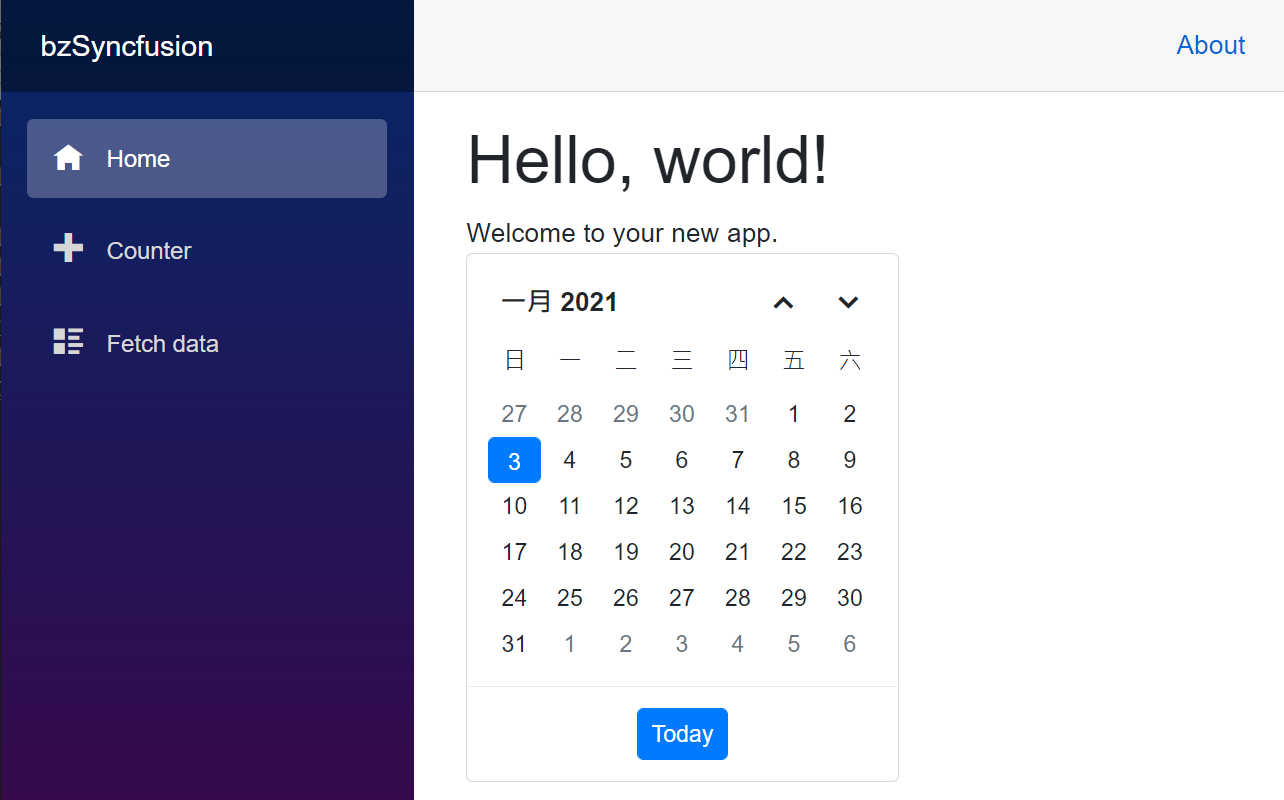 bzSyncfusion
About
Home
Counter
Fetch data
Hello, world!
Welcome to your new app.
一月 2021
日 一 二 三 四 五 六
27 28 29 30 31 1 2
3 4 5 6 7 8 9
10 11 12 13 14 15 16
17 18 19 20 21 22 23
24 25 26 27 28 29 30
31 1 2 3 4 5 6
Today